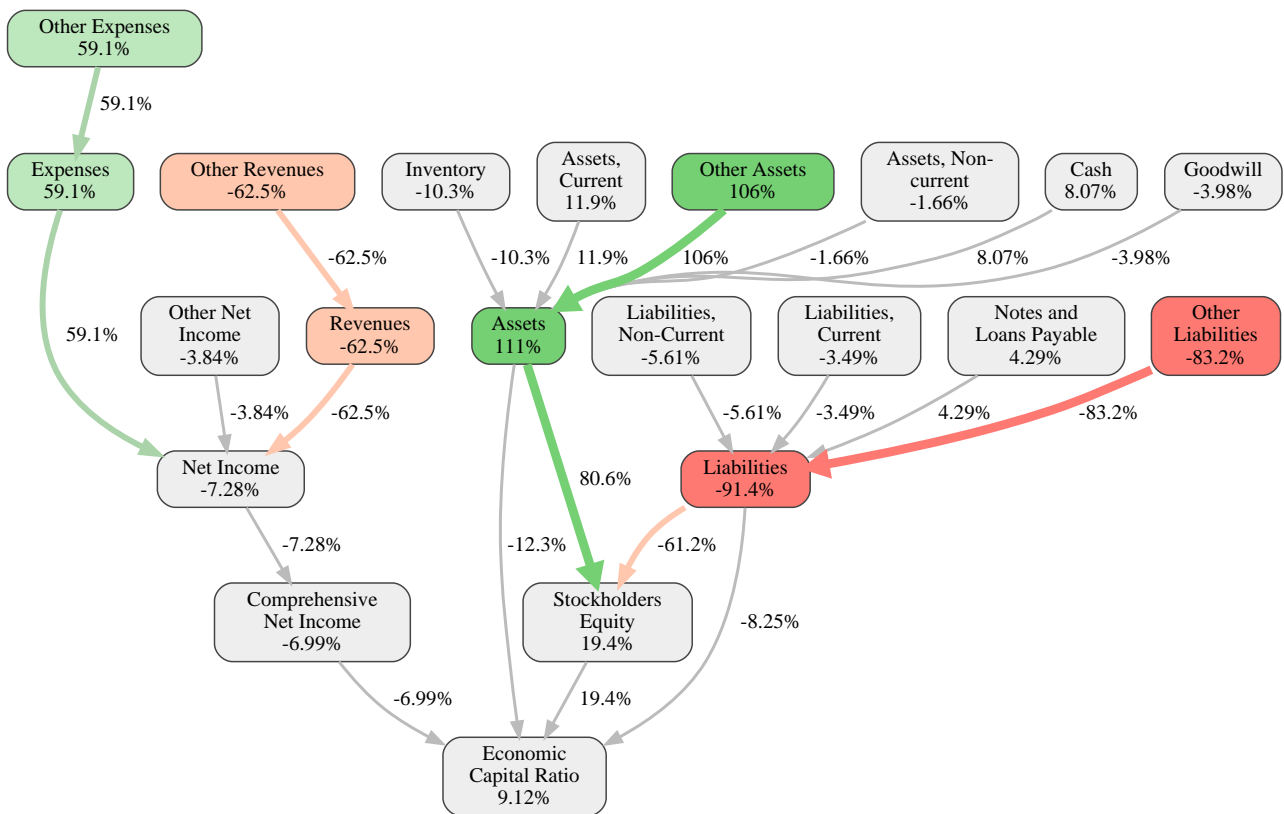 Other Expenses
59.1%
59.1%
Expenses
59.1%
Other Revenues
-62.5%
Inventory
-10.3%
Assets,
Current
11.9%
Other Assets
106%
Assets, Non-
current
-1.66%
Cash
8.07%
Goodwill
-3.98%
-62.5%
-10.3%
11.9%
106%
-1.66%
8.07%
-3.98%
59.1%
Other Net
Income
-3.84%
Revenues
-62.5%
Assets
111%
Liabilities,
Non-Current
-5.61%
Liabilities,
Current
-3.49%
Notes and
Loans Payable
4.29%
Other
Liabilities
-83.2%
-3.84%
-62.5%
-5.61%
-3.49%
4.29%
-83.2%
Net Income
-7.28%
80.6%
Liabilities
-91.4%
-7.28%
-12.3%
-61.2%
Comprehensive
Net Income
-6.99%
Stockholders
Equity
19.4%
-8.25%
-6.99%
19.4%
Economic
Capital Ratio
9.12%